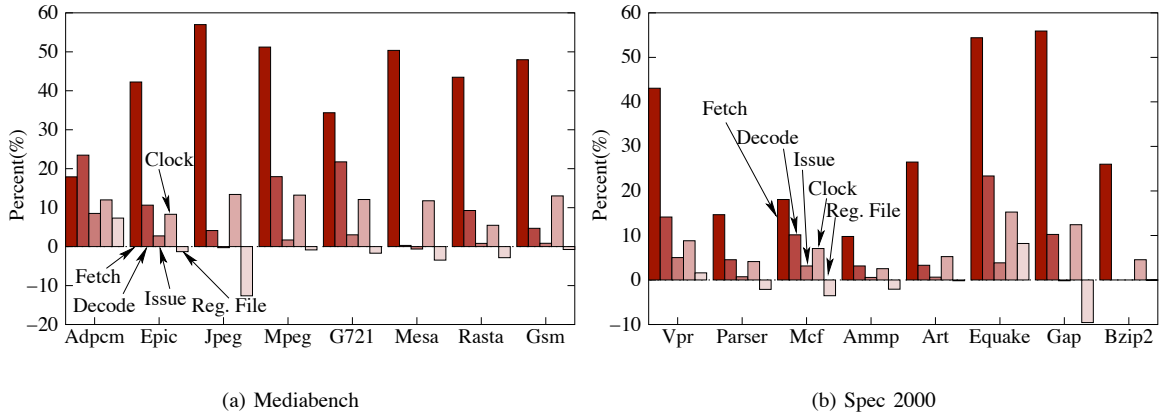 60
50
40
30
20
10
0
−10
−20
Percent(%)
Clock
Fetch
Decode
Issue
Reg. File
Adpcm Epic Jpeg Mpeg G721 Mesa Rasta Gsm
(a) Mediabench
60
50
40
30
20
10
0
−10
Percent(%)
Fetch
Decode
Issue
Clock
Reg. File
Vpr Parser Mcf Ammp Art Equake Gap Bzip2
(b) Spec 2000